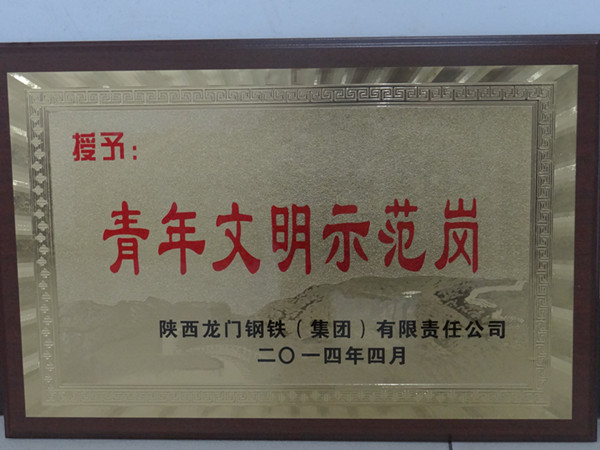 授予：
青年文明示范岗
陕西龙门钢铁（集团）有限责任公司
二〇一四年四月